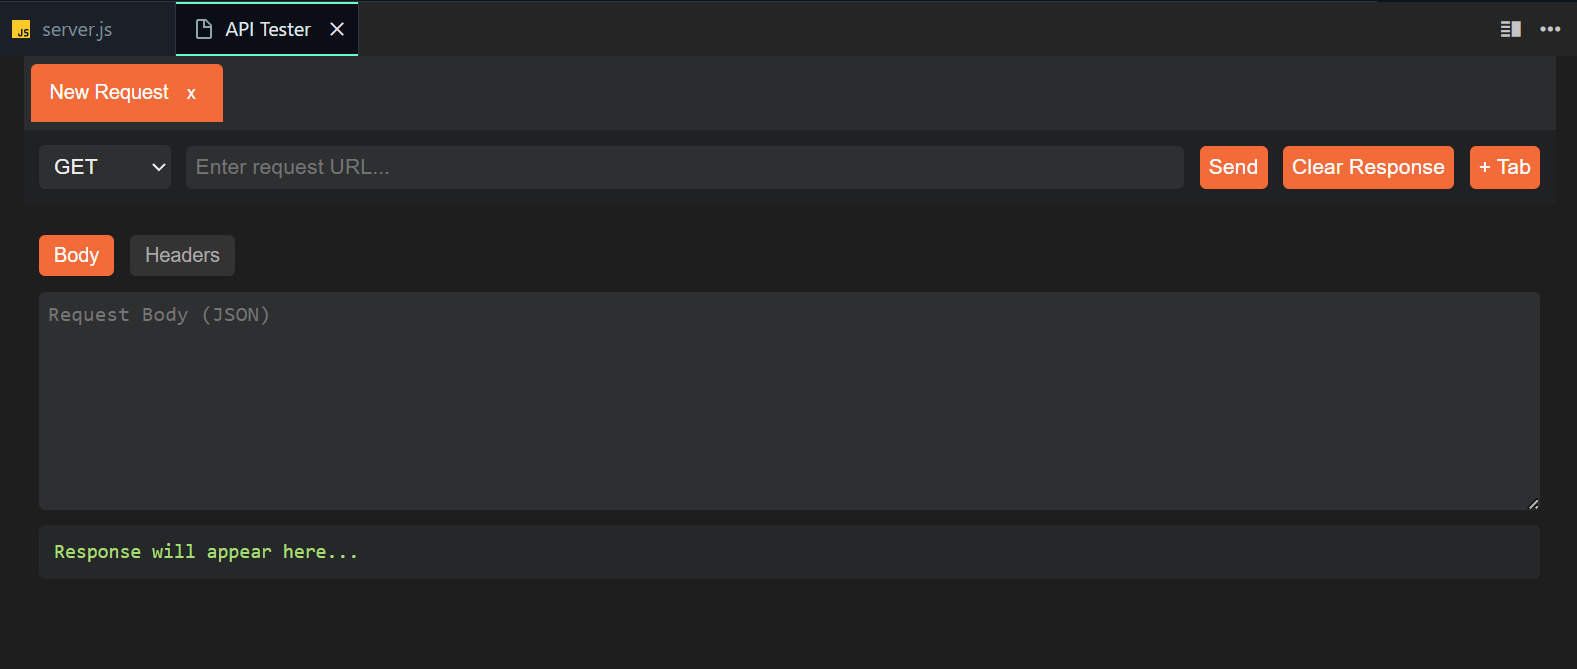 JS server.js API Tester
New Request x
GET Enter request URL... Send Clear Response + Tab
Body Headers
Request Body (JSON)
Response will appear here...